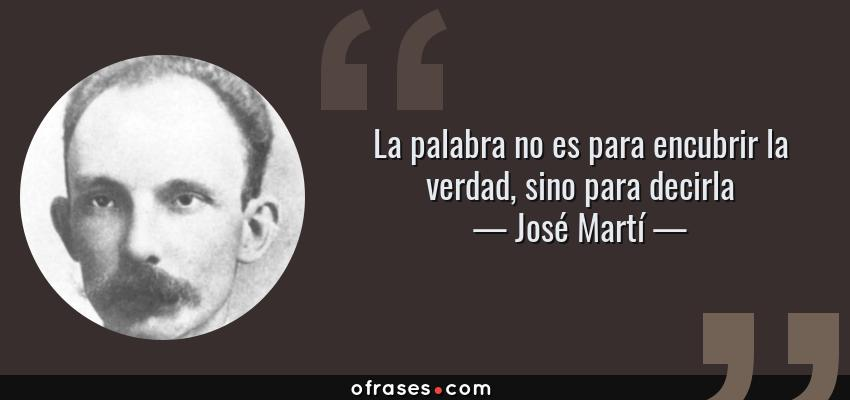 La palabra no es para encubrir la
verdad, sino para decirla
— José Martí —
ofrases.com